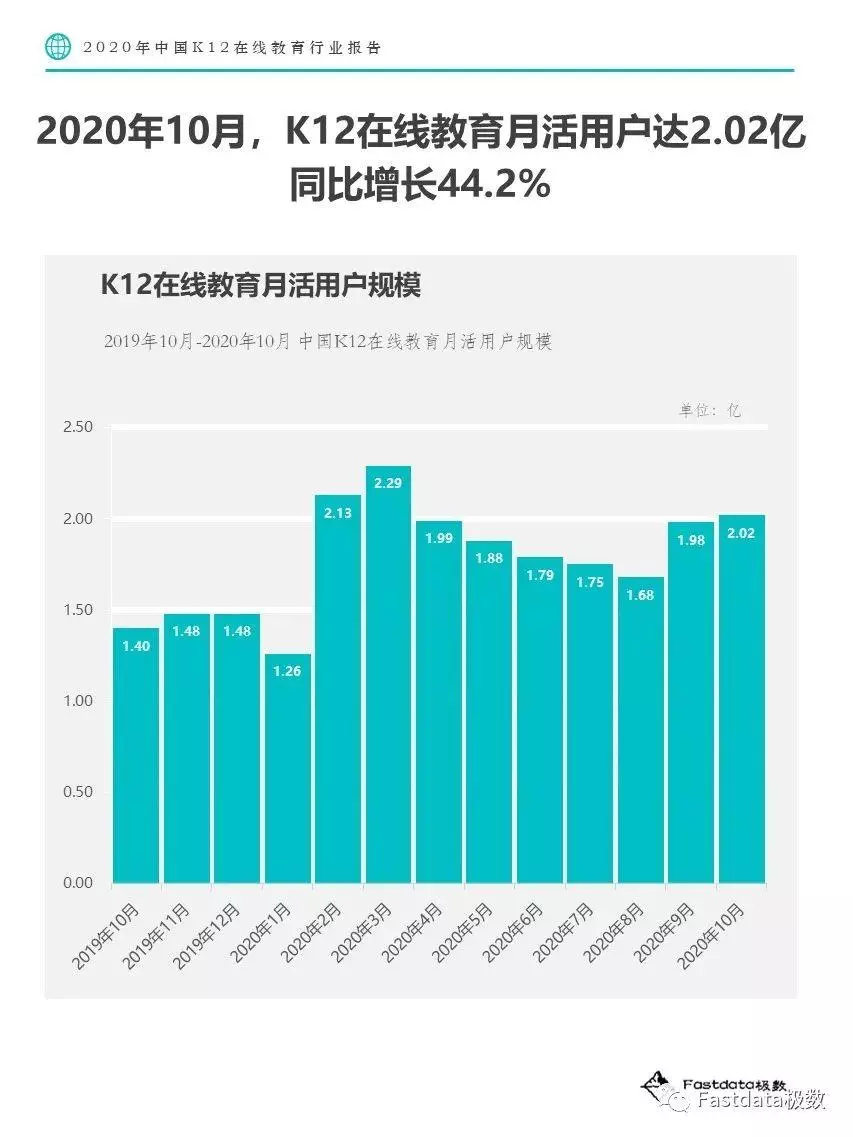 2020年中国K12在线教育行业报告
2020年10月，K12在线教育月活用户达2.02亿
同比增长44.2%
K12在线教育月活用户规模
2019年10月-2020年10月 中国K12在线教育月活用户规模
单位：亿
2.50
2.00
1.50
1.00
0.50
0.00
1.40
1.48
1.48
1.26
2.13
2.29
1.99
1.88
1.79
1.75
1.68
1.98
2.02
2019年10月
2019年11月
2019年12月
2020年1月
2020年2月
2020年3月
2020年4月
2020年5月
2020年6月
2020年7月
2020年8月
2020年9月
2020年10月
Fastdata极数
Fastdata极数